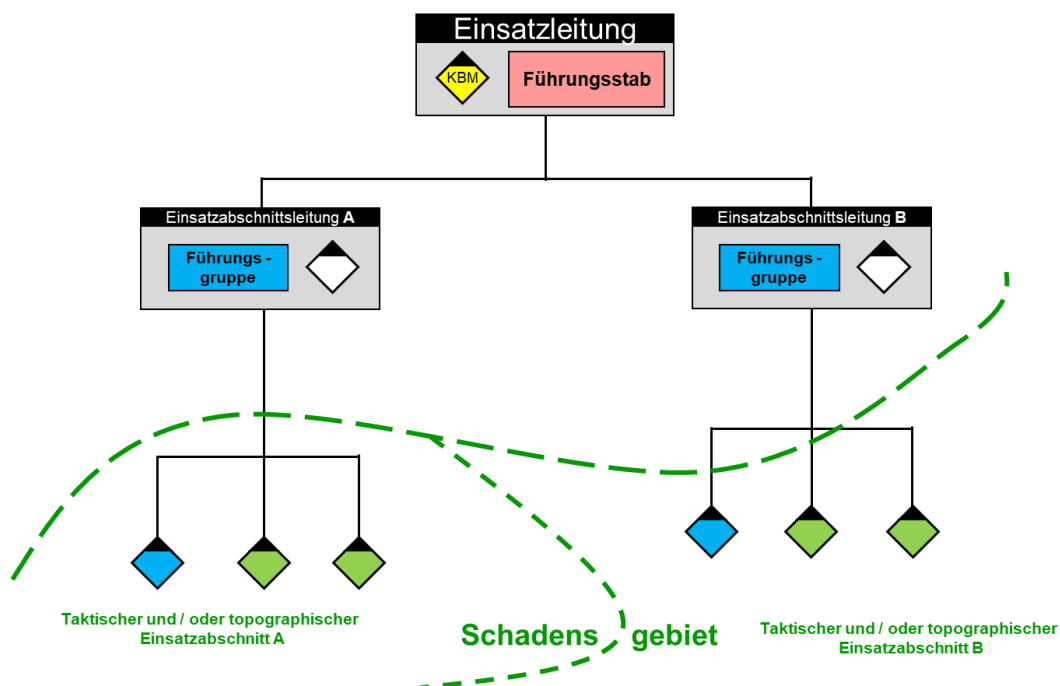 Einsatzleitung
KBM
Führungsstab
Einsatzabschnittsleitung A
Führungs -
gruppe
Einsatzabschnittsleitung B
Führungs -
gruppe
Taktischer und / oder topographischer
Einsatzabschnitt A
Schadens gebiet
Taktischer und / oder topographischer
Einsatzabschnitt B